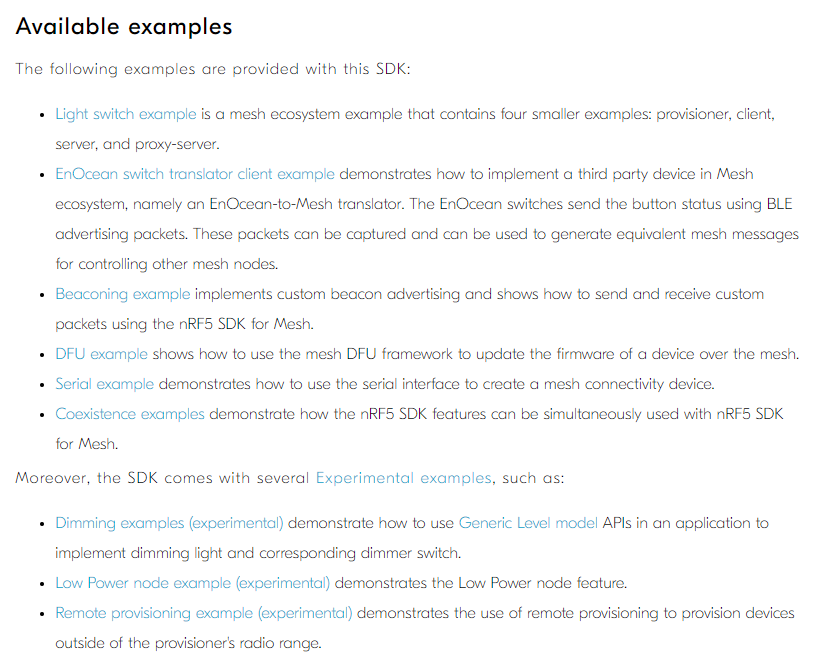 Available examples
The following examples are provided with this SDK:
• Light switch example is a mesh ecosystem example that contains four smaller examples: provisioner, client,
server, and proxy-server.
• EnOcean switch translator client example demonstrates how to implement a third party device in Mesh
ecosystem, namely an EnOcean-to-Mesh translator. The EnOcean switches send the button status using BLE
advertising packets. These packets can be captured and can be used to generate equivalent mesh messages
for controlling other mesh nodes.
• Beaconing example implements custom beacon advertising and shows how to send and receive custom
packets using the nRF5 SDK for Mesh.
• DFU example shows how to use the mesh DFU framework to update the firmware of a device over the mesh.
• Serial example demonstrates how to use the serial interface to create a mesh connectivity device.
• Coexistence examples demonstrate how the nRF5 SDK features can be simultaneously used with nRF5 SDK
for Mesh.
Moreover, the SDK comes with several Experimental examples, such as:
• Dimming examples (experimental) demonstrate how to use Generic Level model APIs in an application to
implement dimming light and corresponding dimmer switch.
• Low Power node example (experimental) demonstrates the Low Power node feature.
• Remote provisioning example (experimental) demonstrates the use of remote provisioning to provision devices
outside of the provisioner's radio range.